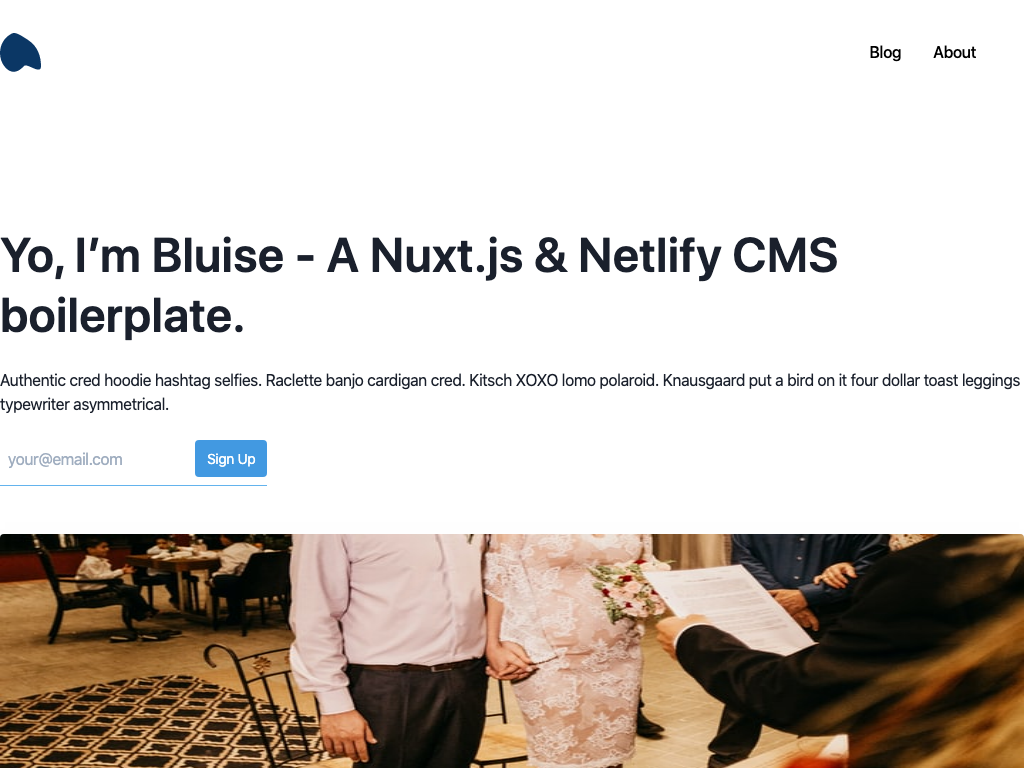 Blog About
Yo, I’m Bluise - A Nuxt.js & Netlify CMS
boilerplate.
Authentic cred hoodie hashtag selfies. Raclette banjo cardigan cred. Kitsch XOXO lomo polaroid. Knausgaard put a bird on it four dollar toast leggings
typewriter asymmetrical.
your@email.com Sign Up